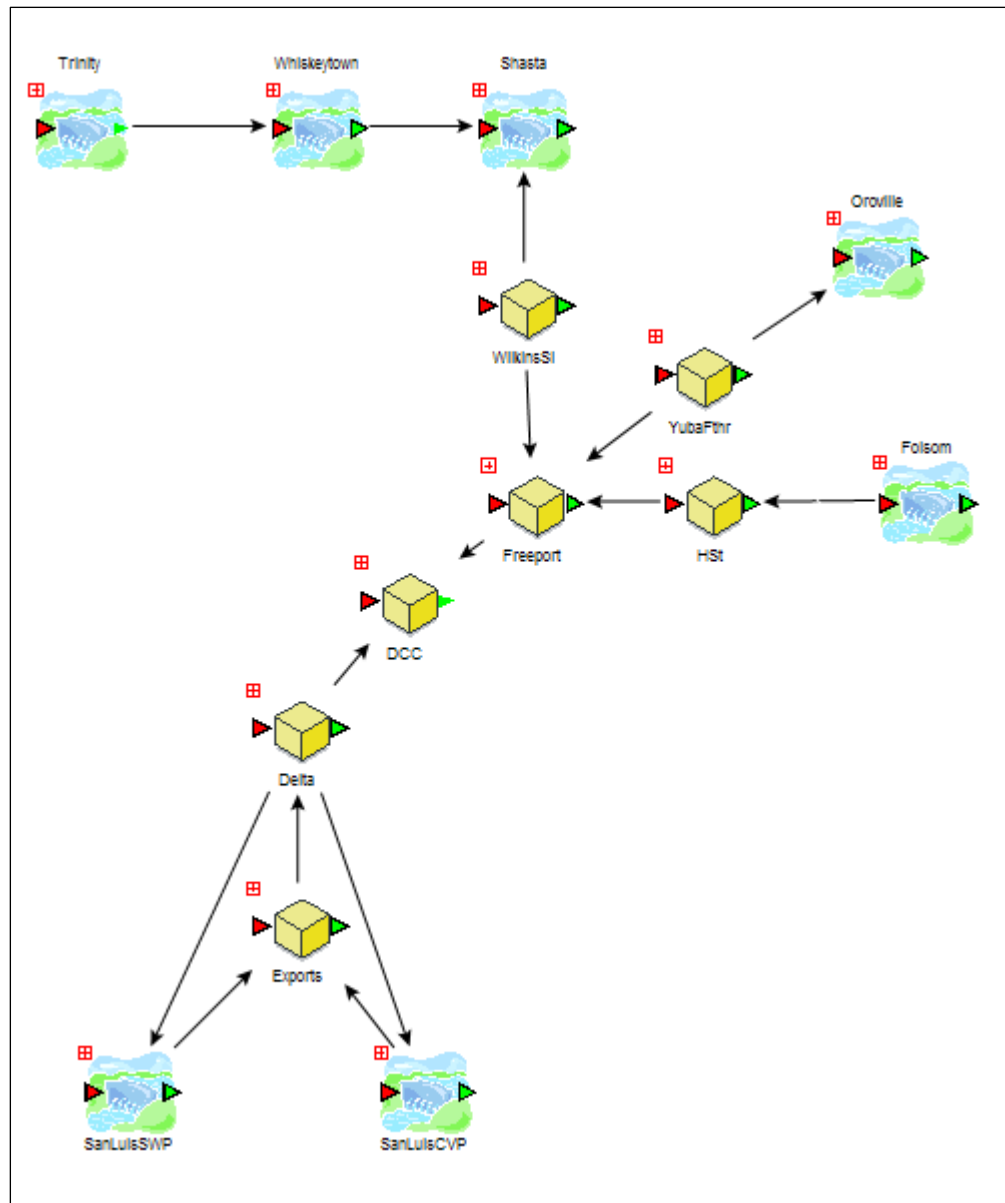 Trinity
Whiskeytown
Shasta
Oroville
WilkinsSl
YubaFthr
Folsom
Freeport
HSt
DCC
Delta
Exports
SanLuisSWP
SanLuisCVP